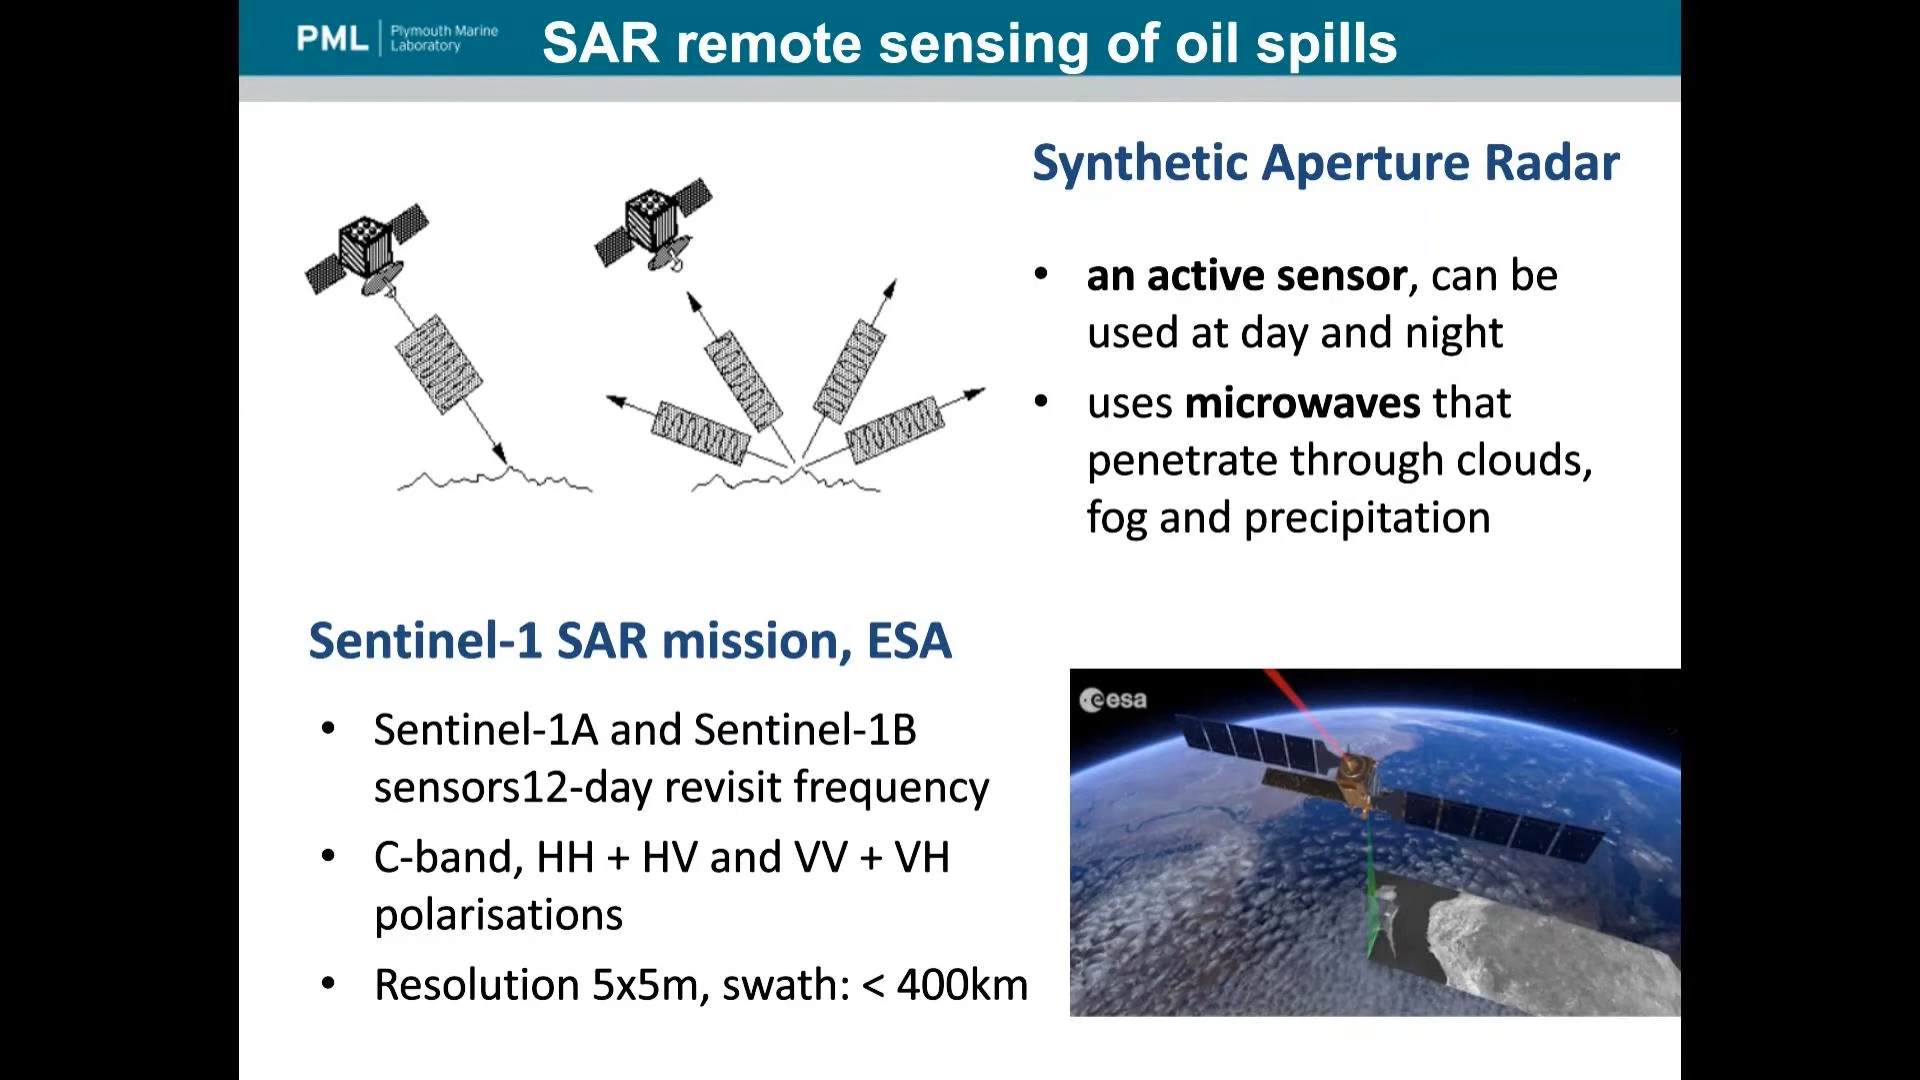 PML
Plymouth Marine
Laboratory
SAR remote sensing of oil spills
Synthetic Aperture Radar
• an active sensor, can be
used at day and night
• uses microwaves that
penetrate through clouds,
fog and precipitation
Sentinel-1 SAR mission, ESA
• Sentinel-1A and Sentinel-1B
sensors12-day revisit frequency
• C-band, HH + HV and VV + VH
polarisations
• Resolution 5x5m, swath: < 400km
esa